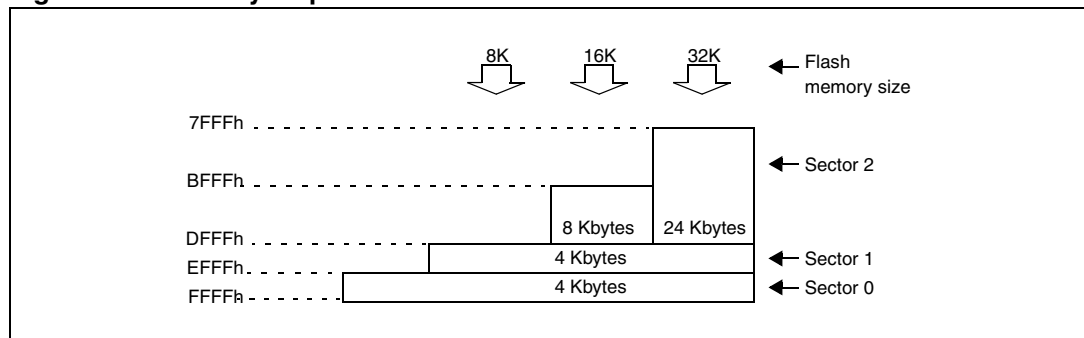 8K 16K 32K Flash
memory size
7FFFh
Sector 2
BFFFh
8 Kbytes 24 Kbytes
DFFFh
4 Kbytes Sector 1
EFFFh
4 Kbytes Sector 0
FFFFh